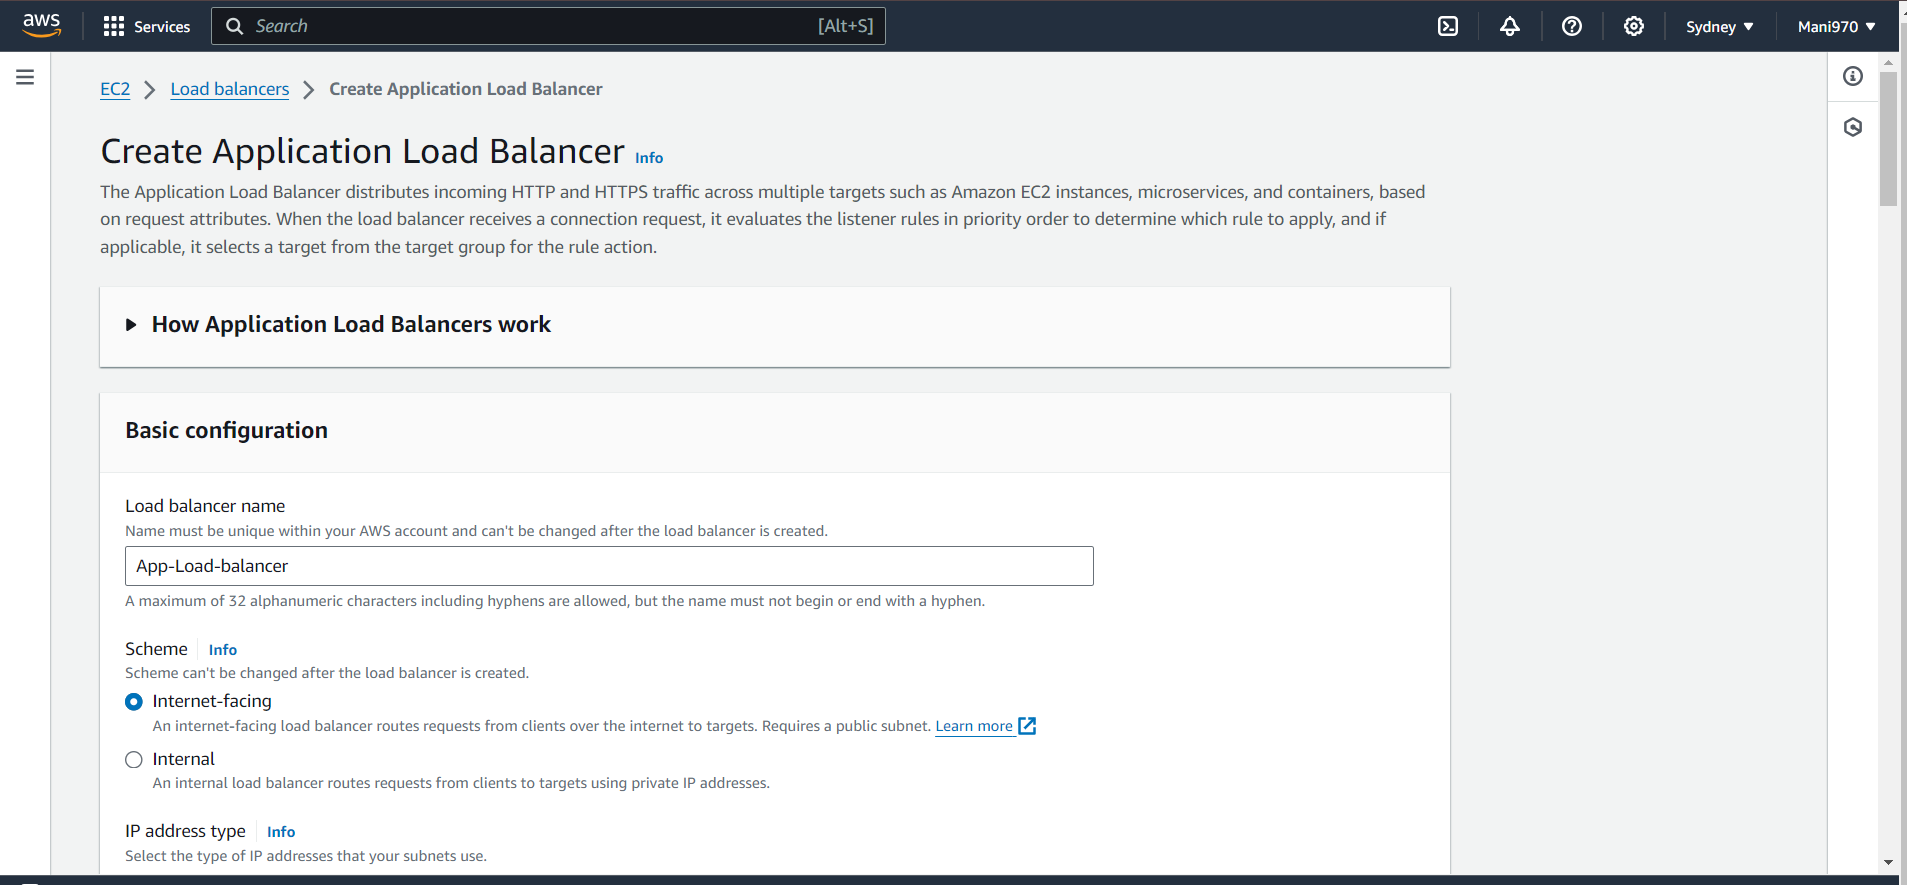 aws Services Search [Alt+S] Sydney Mani970
EC2 Load balancers Create Application Load Balancer
Create Application Load Balancer Info
The Application Load Balancer distributes incoming HTTP and HTTPS traffic across multiple targets such as Amazon EC2 instances, microservices, and containers, based
on request attributes. When the load balancer receives a connection request, it evaluates the listener rules in priority order to determine which rule to apply, and if
applicable, it selects a target from the target group for the rule action.
How Application Load Balancers work
Basic configuration
Load balancer name
Name must be unique within your AWS account and can't be changed after the load balancer is created.
App-Load-balancer
A maximum of 32 alphanumeric characters including hyphens are allowed, but the name must not begin or end with a hyphen.
Scheme Info
Scheme can't be changed after the load balancer is created.
Internet-facing
An internet-facing load balancer routes requests from clients over the internet to targets. Requires a public subnet. Learn more
Internal
An internal load balancer routes requests from clients to targets using private IP addresses.
IP address type Info
Select the type of IP addresses that your subnets use.